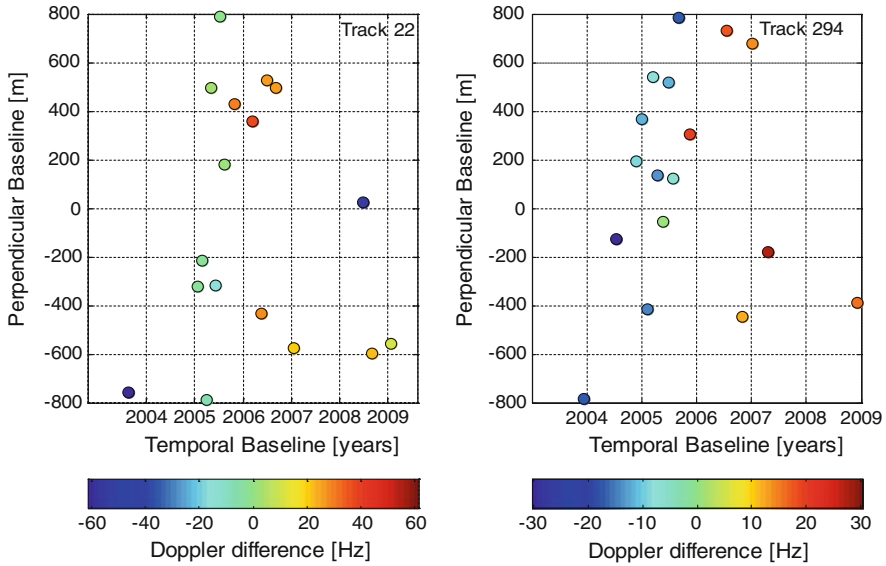 Track 22
800
600
400
200
0
-200
-400
-600
-800
Perpendicular Baseline [m]
2004 2005 2006 2007 2008 2009
Temporal Baseline [years]
-60 -40 -20 0 20 40 60
Doppler difference [Hz]
Track 294
800
600
400
200
0
-200
-400
-600
-800
Perpendicular Baseline [m]
2004 2005 2006 2007 2008 2009
Temporal Baseline [years]
-30 -20 -10 0 10 20 30
Doppler difference [Hz]